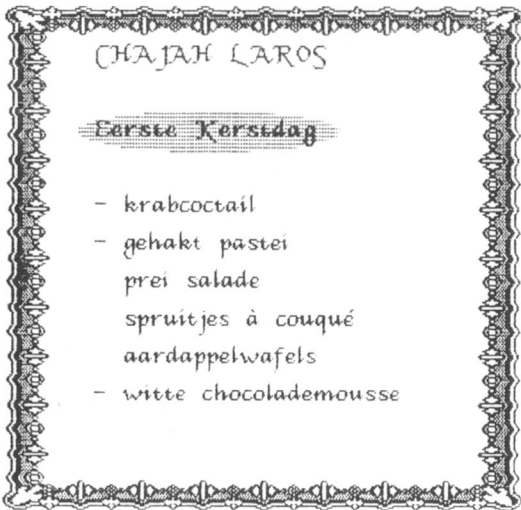 CHAJAH LAROS
Eerste Kerstdag
- krabcoctail
- gehakt pastei
prei salade
spruitjes à couqué
aardappelwafels
- witte chocolademousse